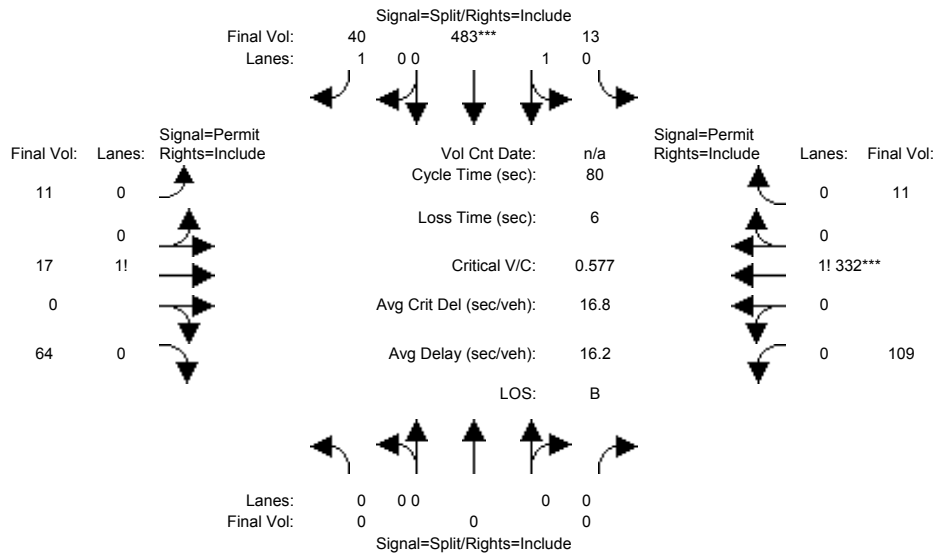 Signal=Split/Rights=Include
Final Vol: 40 483*** 13
Lanes: 1 0 0 1 0
Signal=Permit Signal=Permit
Final Vol: Lanes: Rights=Include Vol Cnt Date: n/a Rights=Include Lanes: Final Vol:
Cycle Time (sec): 80
11 0 0 11
Loss Time (sec): 6
0 0
17 1! Critical V/C: 0.577 1! 332***
0 Avg Crit Del (sec/veh): 16.8 0
64 0 Avg Delay (sec/veh): 16.2 0 109
LOS: B
Lanes: 0 0 0 0 0
Final Vol: 0 0 0
Signal=Split/Rights=Include